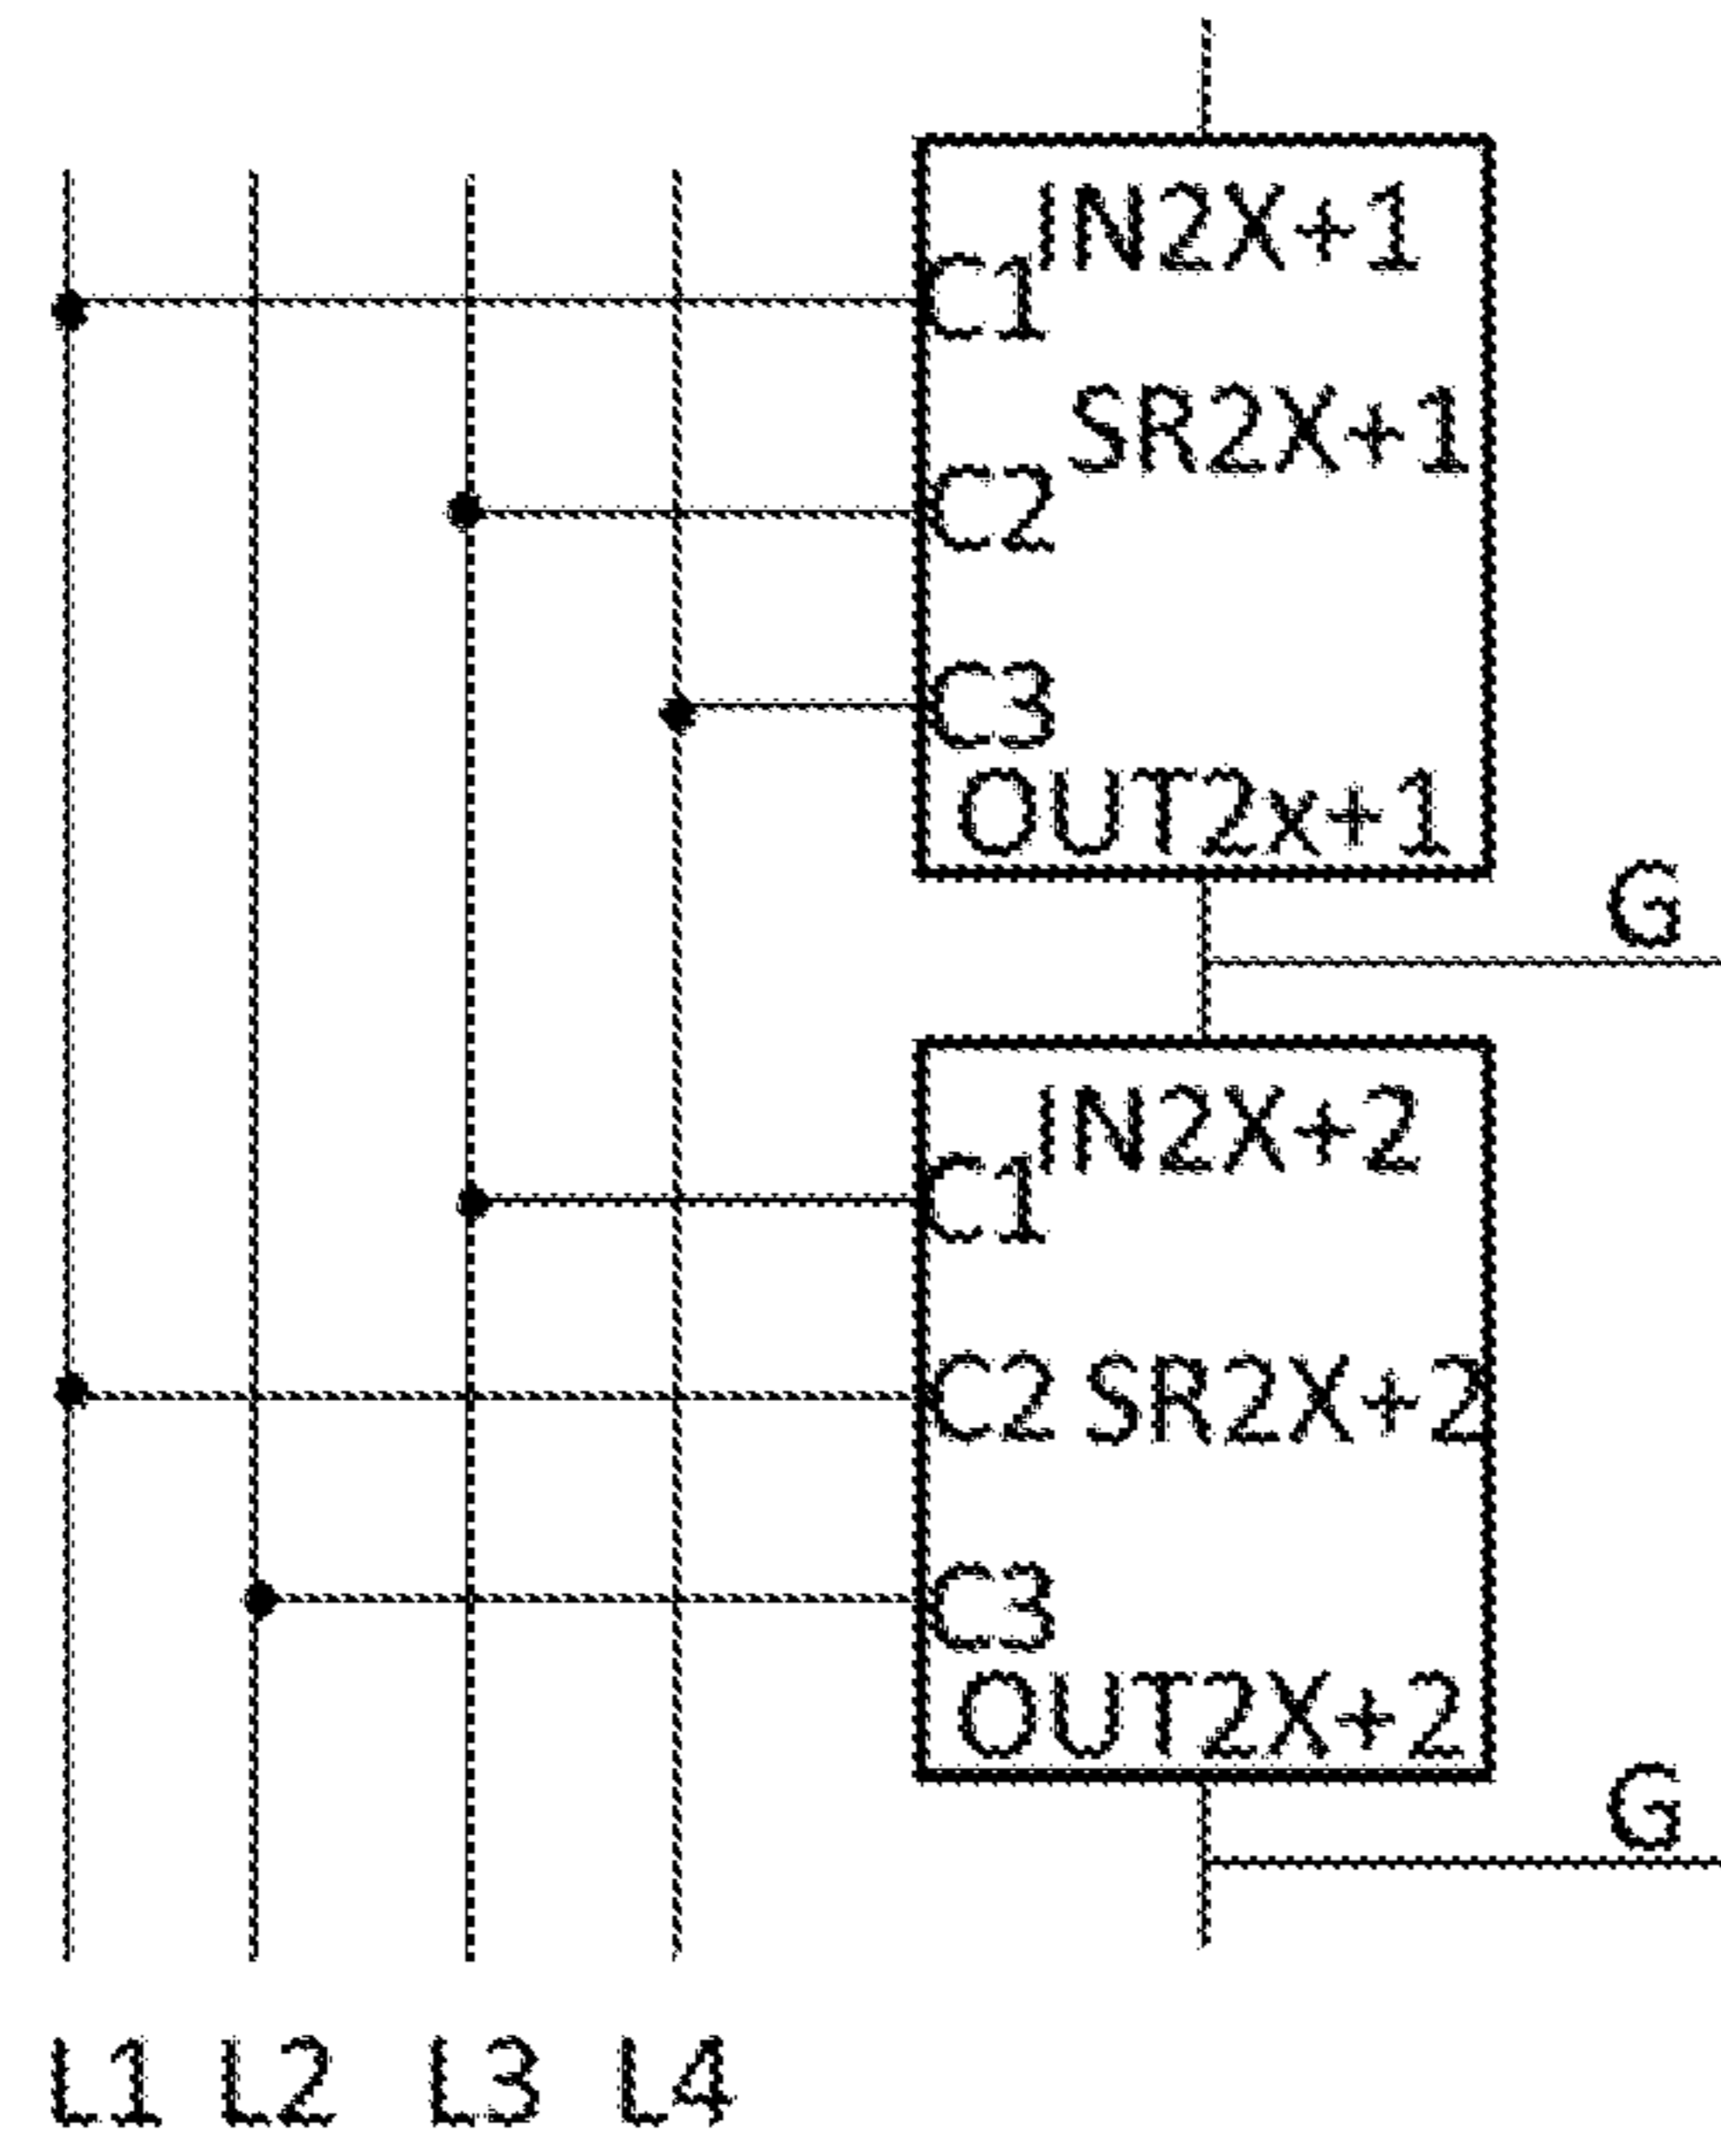 IN2X+1
C1
SR2X+1
C2
C3
OUT2x+1
G
IN2X+2
C1
C2 SR2X+2
C3
OUT2X+2
G
L1 L2 L3 L4